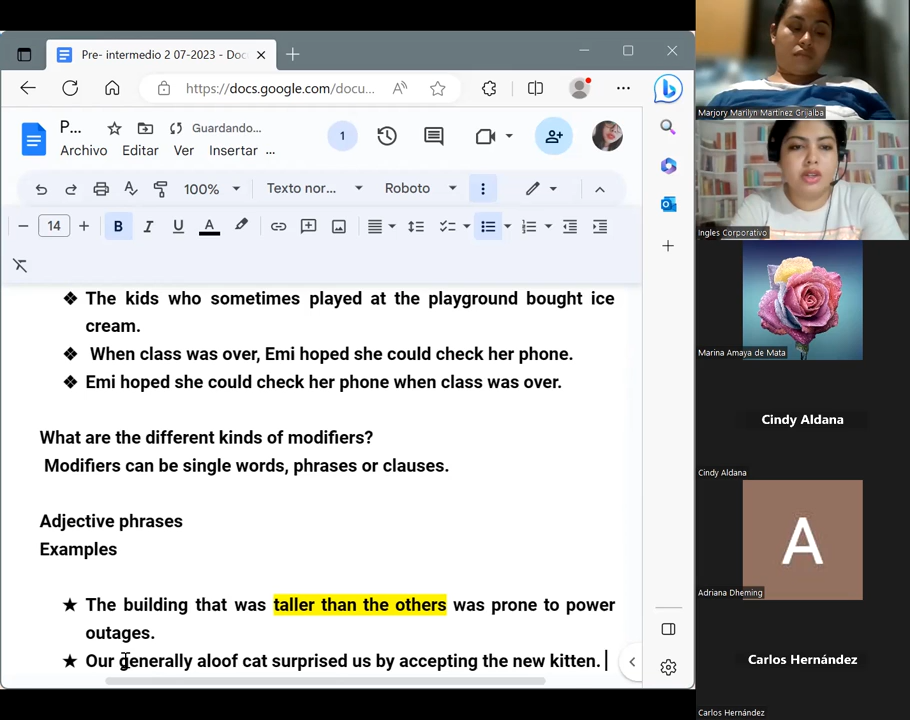 Pre- intermedio 2 07-2023 - Doc
https://docs.google.com/docu...
P...
Guardando...
1
Archivo Editar Ver Insertar ...
100% Texto nor... Roboto
14 B I U A
❖ The kids who sometimes played at the playground bought ice
cream.
❖ When class was over, Emi hoped she could check her phone.
❖ Emi hoped she could check her phone when class was over.
What are the different kinds of modifiers?
Modifiers can be single words, phrases or clauses.
Adjective phrases
Examples
★ The building that was taller than the others was prone to power
outages.
★ Our generally aloof cat surprised us by accepting the new kitten.
Marjory Marilyn Martinez Grijalba
Ingles Corporativo
Marina Amaya de Mata
Cindy Aldana
Cindy Aldana
A
Adriana Dheming
Carlos Hernández
Carlos Hernández